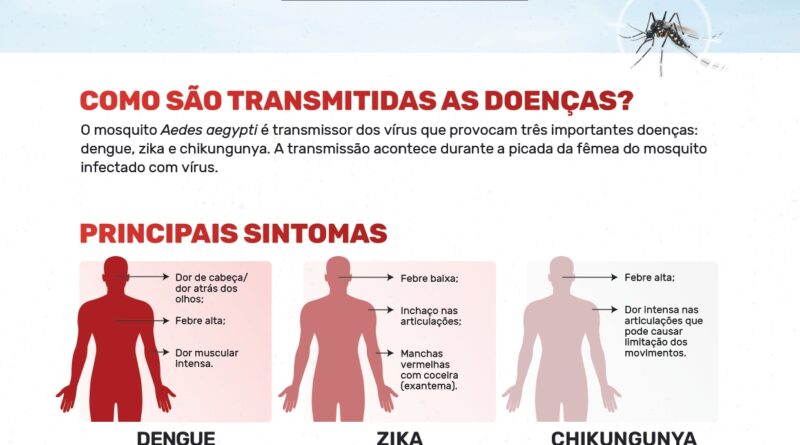 COMO SÃO TRANSMITIDAS AS DOENÇAS?
O mosquito Aedes aegypti é transmissor dos vírus que provocam três importantes doenças:
dengue, zika e chikungunya. A transmissão acontece durante a picada da fêmea do mosquito
infectado com vírus.
PRINCIPAIS SINTOMAS
Dor de cabeça/
dor atrás dos
olhos;
Febre alta;
Dor muscular
intensa.
DENGUE
Febre baixa;
Inchaço nas
articulações;
Manchas
vermelhas
com coceira
(exantema).
ZIKA
Febre alta;
Dor intensa nas
articulações que
pode causar
limitação dos
movimentos.
CHIKUNGUNYA